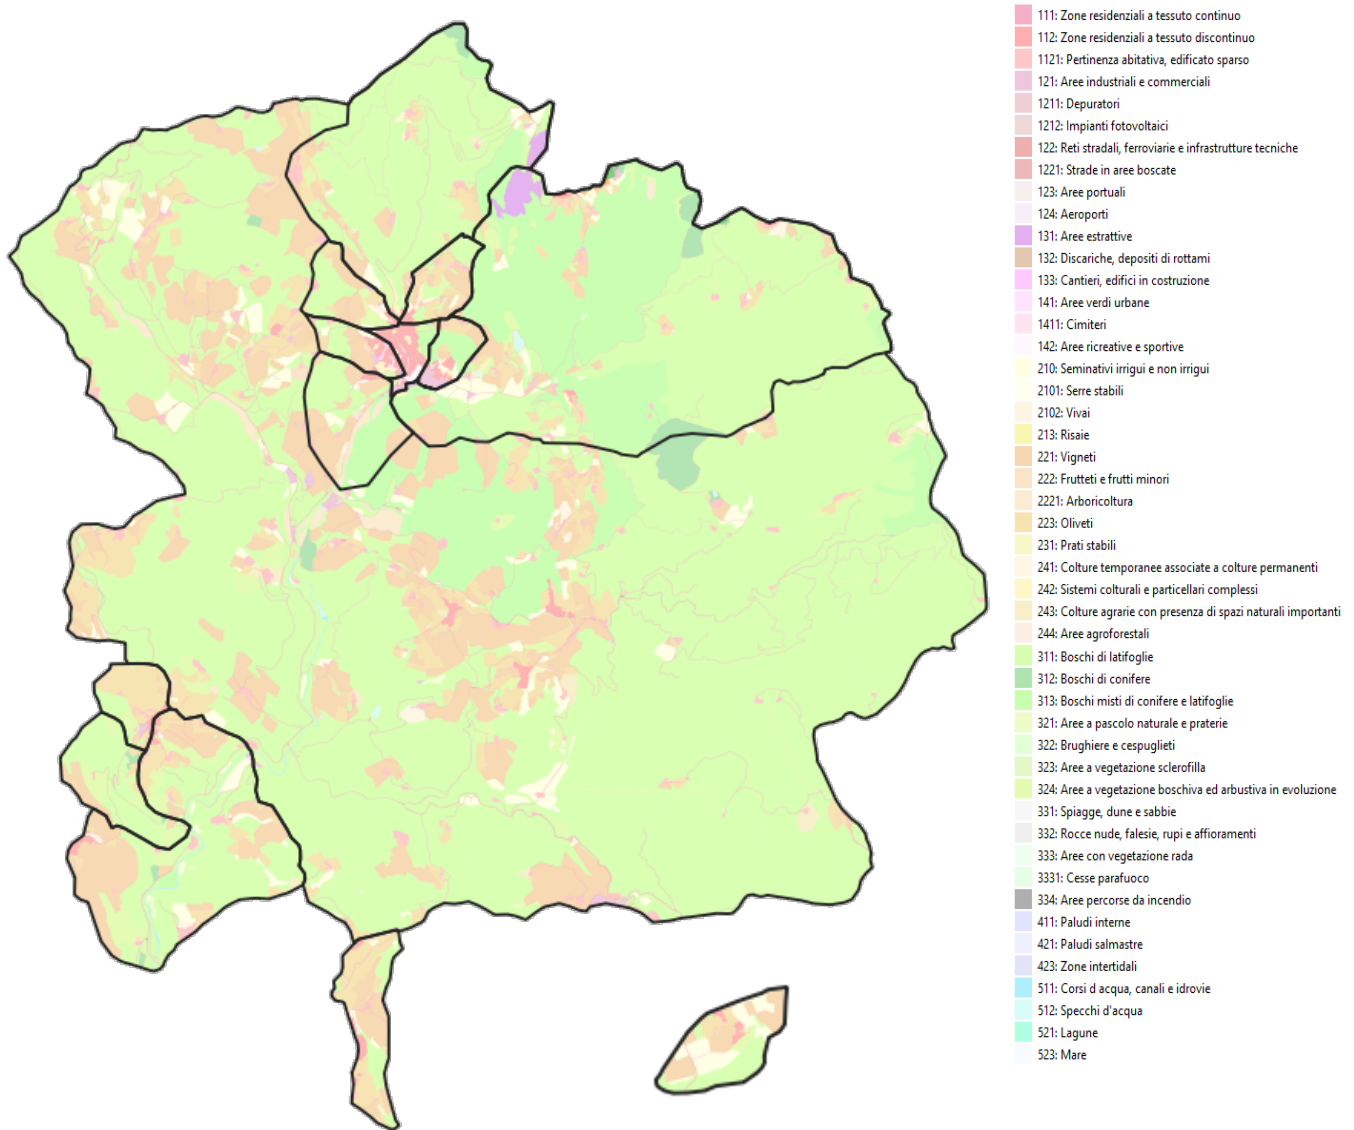 111: Zone residenziali a tessuto continuo
112: Zone residenziali a tessuto discontinuo
1121: Pertinenza abitativa, edificato sparso
121: Aree industriali e commerciali
1211: Depuratori
1212: Impianti fotovoltaici
122: Reti stradali, ferroviarie e infrastrutture tecniche
1221: Strade in aree boscate
123: Aree portuali
124: Aeroporti
131: Aree estrattive
132: Discariche, depositi di rottami
133: Cantieri, edifici in costruzione
141: Aree verdi urbane
1411: Cimiteri
142: Aree ricreative e sportive
210: Seminativi irrigui e non irrigui
2101: Serre stabili
2102: Vivai
213: Risaie
221: Vigneti
222: Frutteti e frutti minori
2221: Arboricoltura
223: Oliveti
231: Prati stabili
241: Colture temporanee associate a colture permanenti
242: Sistemi colturali e particellari complessi
243: Colture agrarie con presenza di spazi naturali importanti
244: Aree agroforestali
311: Boschi di latifoglie
312: Boschi di conifere
313: Boschi misti di conifere e latifoglie
321: Aree a pascolo naturale e praterie
322: Brughiere e cespuglieti
323: Aree a vegetazione sclerofilla
324: Aree a vegetazione boschiva ed arbustiva in evoluzione
331: Spiagge, dune e sabbie
332: Rocce nude, falesie, rupi e affioramenti
333: Aree con vegetazione rada
3331: Cesse parafuoco
334: Aree percorse da incendio
411: Paludi interne
421: Paludi salmastre
423: Zone intertidali
511: Corsi d acqua, canali e idrovie
512: Specchi d'acqua
521: Lagune
523: Mare